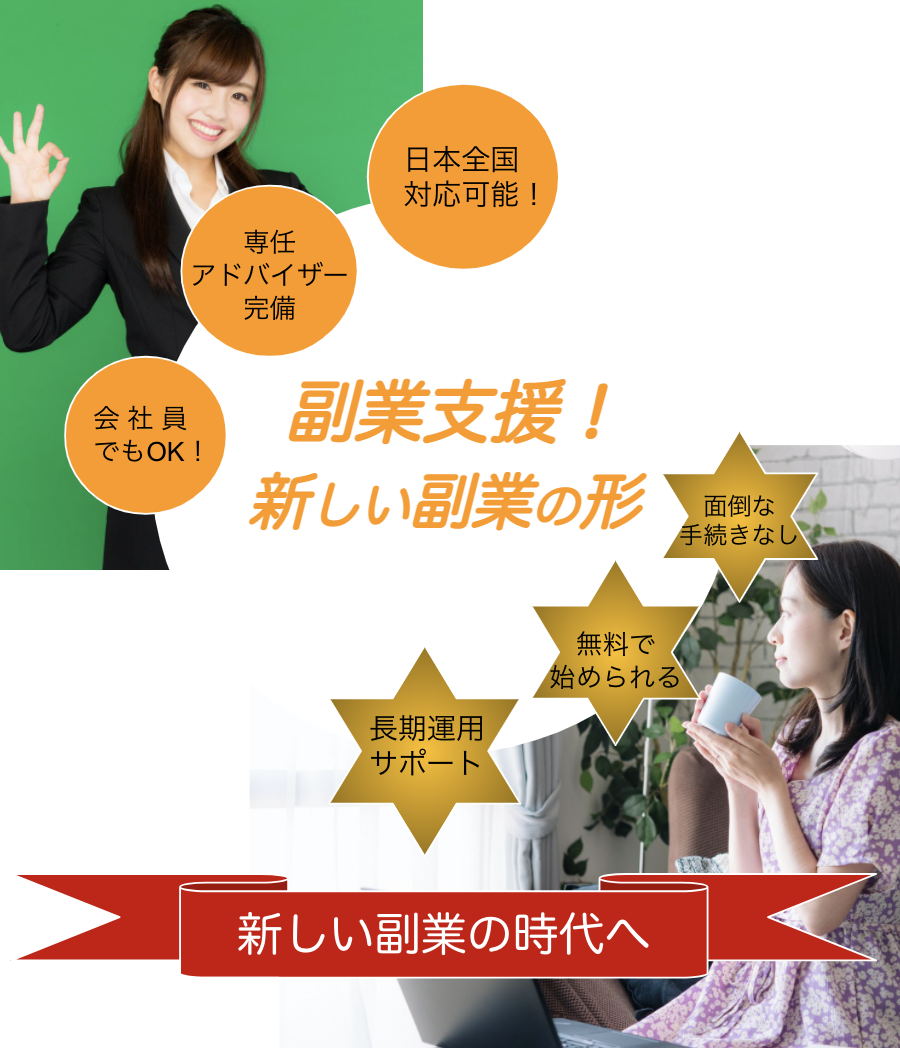 日本全国
対応可能！
専任
アドバイザー
完備
会社員
でもOK！
副業支援！
新しい副業の形
面倒な
手続きなし
無料で
始められる
長期運用
サポート
新しい副業の時代へ